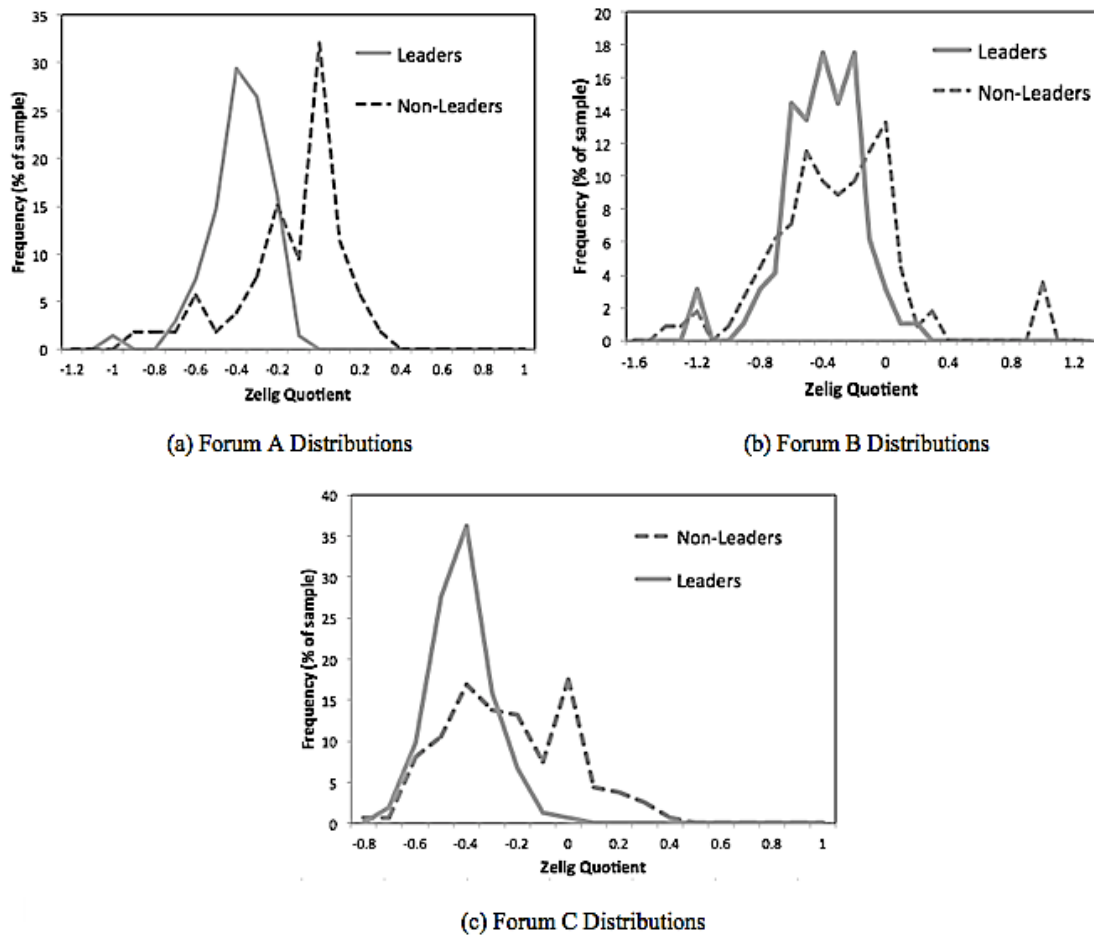 35
30
25
20
15
10
5
0
Frequency (% of sample)
Leaders
Non-Leaders
-1.2 -1 -0.8 -0.6 -0.4 -0.2 0 0.2 0.4 0.6 0.8 1
Zelig Quotient
(a) Forum A Distributions
20
18
16
14
12
10
8
6
4
2
0
Frequency (% of sample)
Leaders
Non-Leaders
-1.6 -1.2 -0.8 -0.4 0 0.4 0.8 1.2
Zelig Quotient
(b) Forum B Distributions
40
35
30
25
20
15
10
5
0
Frequency (% of sample)
Non-Leaders
Leaders
-0.8 -0.6 -0.4 -0.2 0 0.2 0.4 0.6 0.8 1
Zelig Quotient
(c) Forum C Distributions